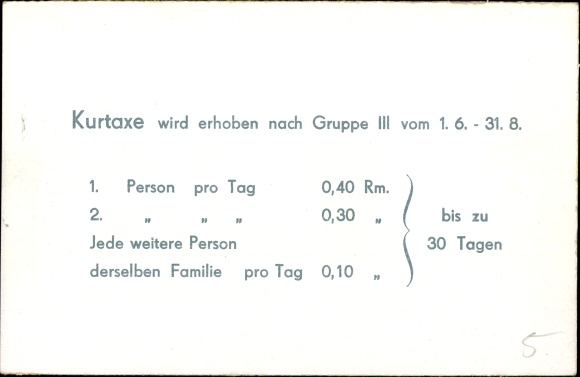 Kurtaxe wird erhoben nach Gruppe III vom 1. 6. - 31. 8.
1. Person pro Tag 0,40 Rm.
2. „ „ „ 0,30 „
Jede weitere Person
derselben Familie pro Tag 0,10 „
bis zu
30 Tagen
5.